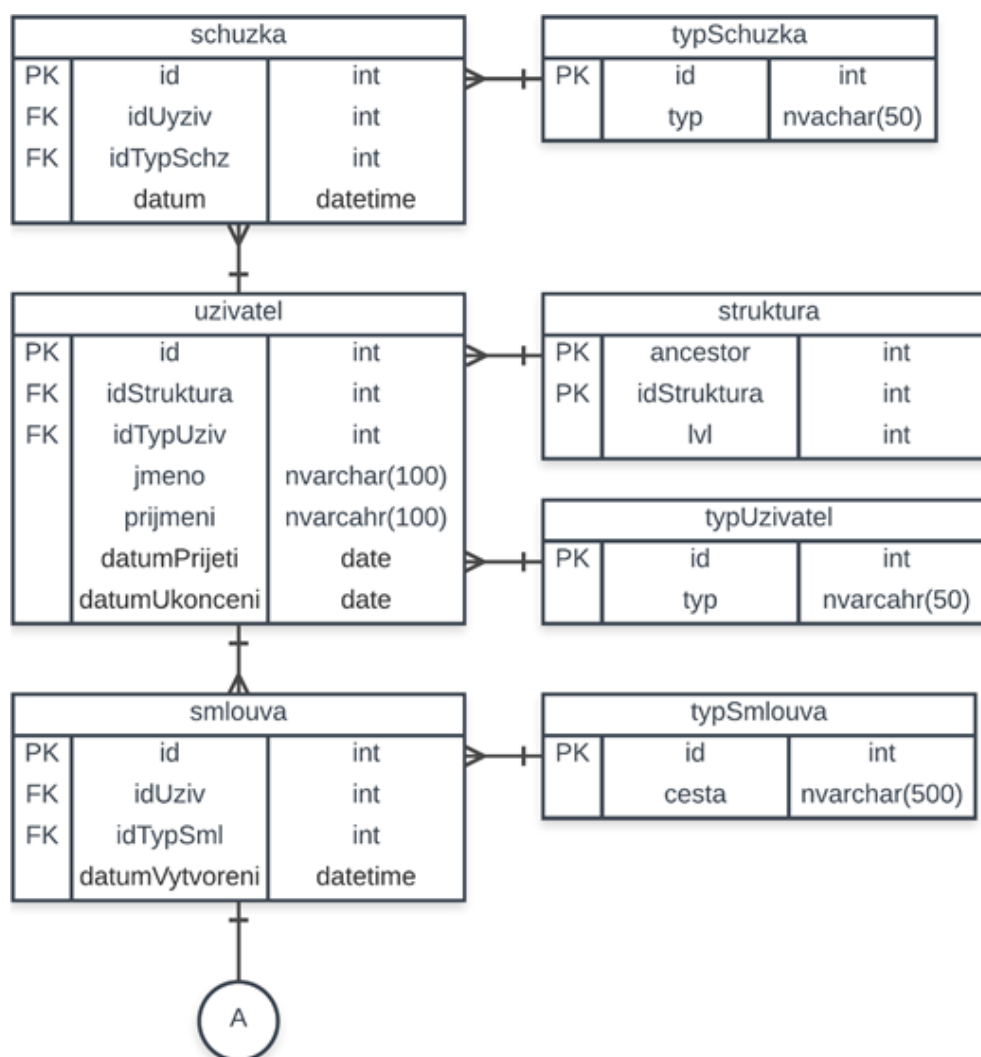 schuzka
PK id int
FK idUyziv int
FK idTypSchz int
datum datetime
typSchuzka
PK id int
typ nvachar(50)
uzivatel
PK id int
FK idStruktura int
FK idTypUziv int
jmeno nvarchar(100)
prijmeni nvarcahr(100)
datumPrijeti date
datumUkonceni date
struktura
PK ancestor int
PK idStruktura int
lvl int
typUzivatel
PK id int
typ nvarcahr(50)
smlouva
PK id int
FK idUziv int
FK idTypSml int
datumVytvoreni datetime
typSmlouva
PK id int
cesta nvarchar(500)
A